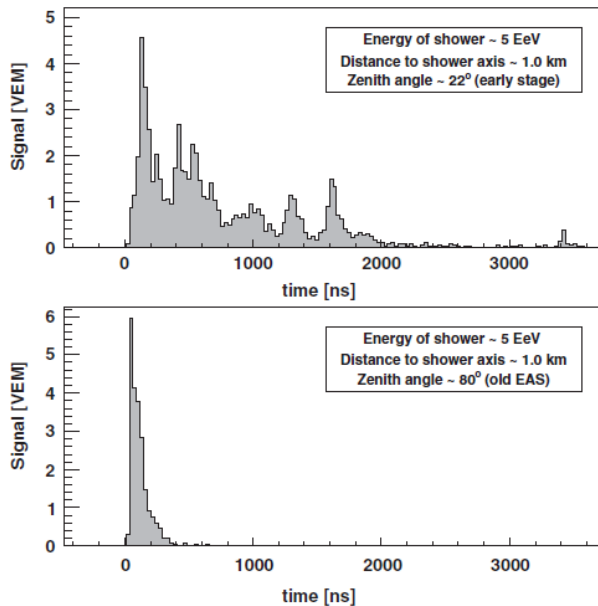 5
4
3
2
1
0
Signal [VEM]
Energy of shower ~ 5 EeV
Distance to shower axis ~ 1.0 km
Zenith angle ~ 22° (early stage)
0 1000 2000 3000
time [ns]
6
5
4
3
2
1
0
Signal [VEM]
Energy of shower ~ 5 EeV
Distance to shower axis ~ 1.0 km
Zenith angle ~ 80° (old EAS)
0 1000 2000 3000
time [ns]